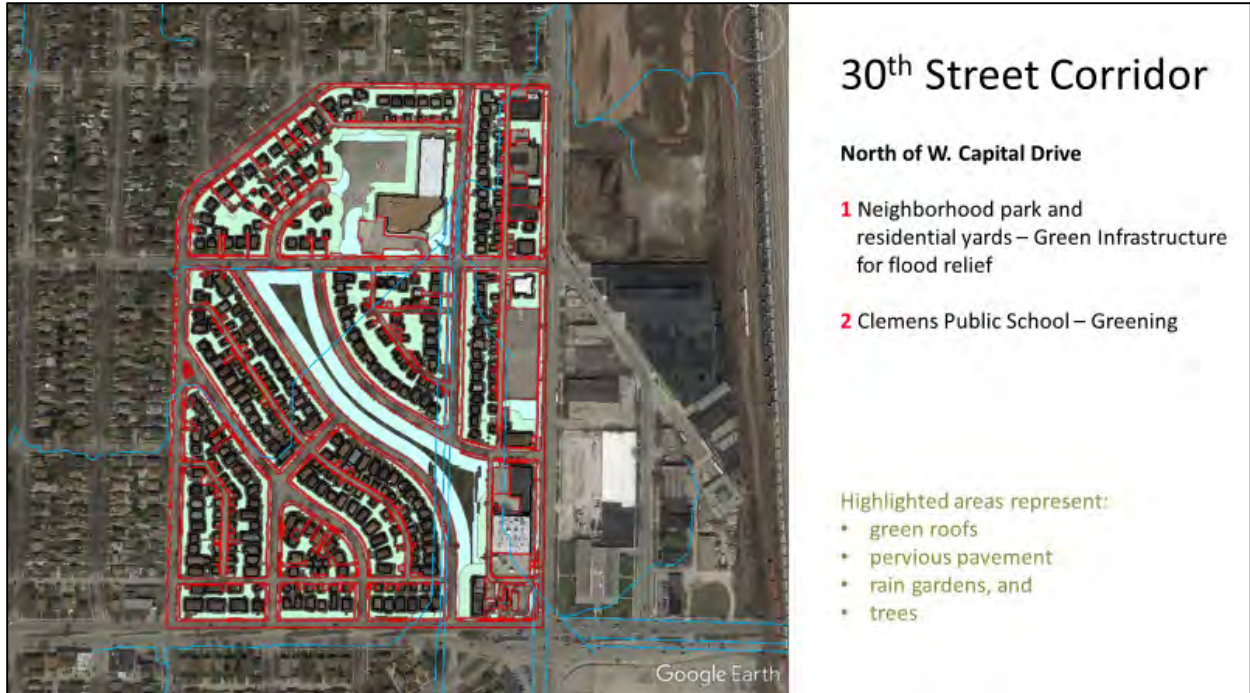 30th Street Corridor
North of W. Capital Drive
1 Neighborhood park and
residential yards – Green Infrastructure
for flood relief
2 Clemens Public School – Greening
Highlighted areas represent:
• green roofs
• pervious pavement
• rain gardens, and
• trees
Google Earth